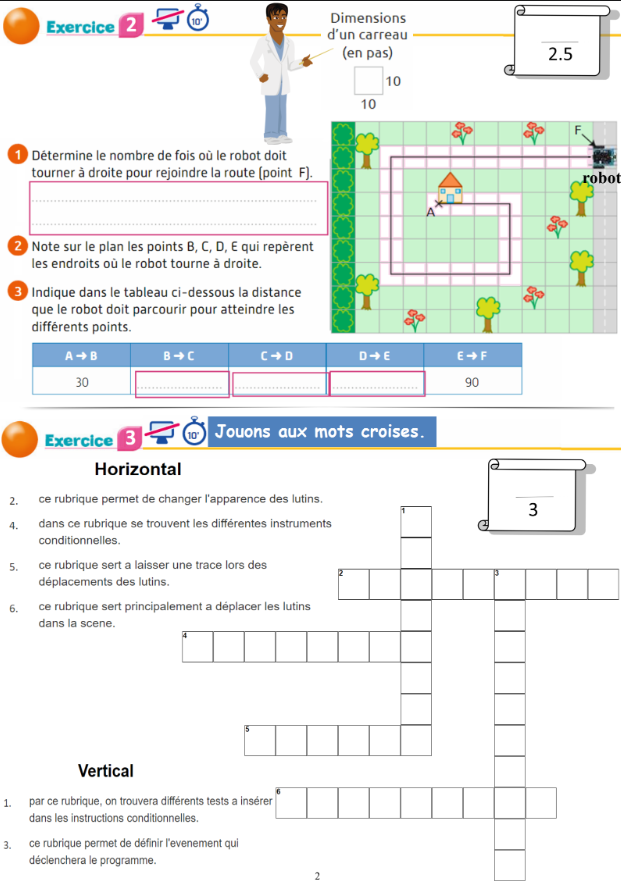 Exercice 2
10'
Dimensions
d'un carreau
(en pas)
10
10
2.5
1 Détermine le nombre de fois où le robot doit
tourner à droite pour rejoindre la route (point F).
2 Note sur le plan les points B, C, D, E qui repèrent
les endroits où le robot tourne à droite.
3 Indique dans le tableau ci-dessous la distance
que le robot doit parcourir pour atteindre les
différents points.
F
robot
A
A → B B → C C → D D → E E → F
30 90
Exercice 3
10'
Jouons aux mots croises.
3
Horizontal
2. ce rubrique permet de changer l'apparence des lutins.
4. dans ce rubrique se trouvent les différentes instruments
conditionnelles.
5. ce rubrique sert a laisser une trace lors des
déplacements des lutins.
6. ce rubrique sert principalement a déplacer les lutins
dans la scene.
1
2
3
4
5
6
Vertical
1. par ce rubrique, on trouvera différents tests a insérer
dans les instructions conditionnelles.
3. ce rubrique permet de définir l'evenement qui
déclenchera le programme.
2